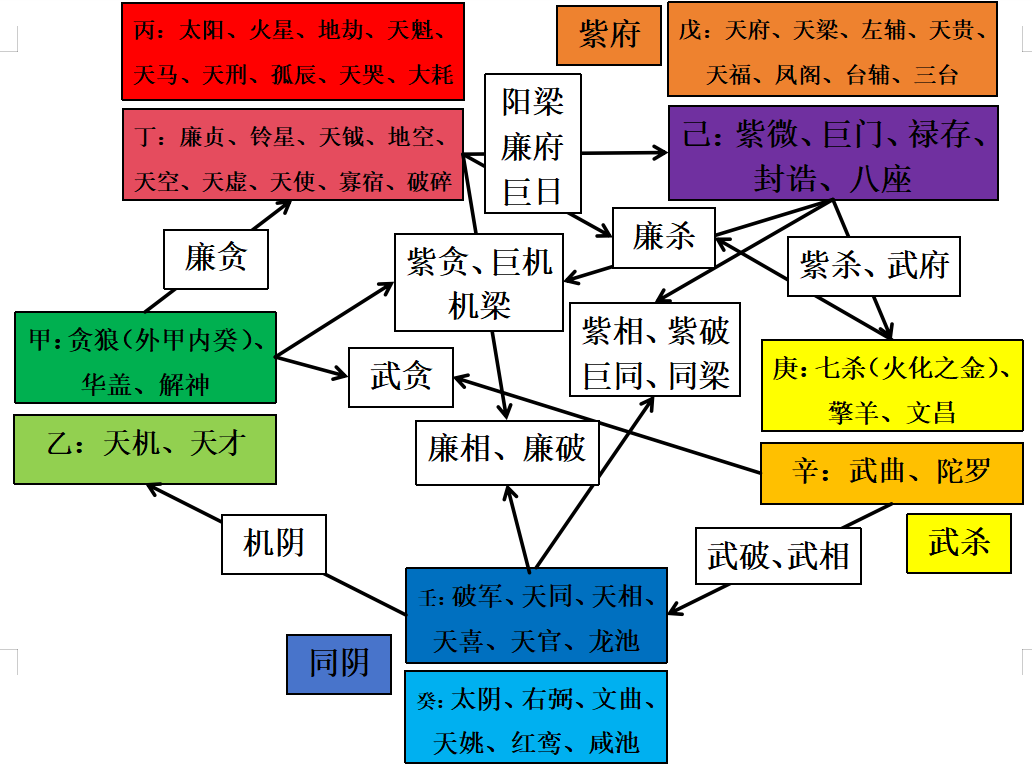 丙：太阳、火星、地劫、天魁、
天马、天刑、孤辰、天哭、大耗
紫府
戊：天府、天梁、左辅、天贵、
天福、凤阁、台辅、三台
丁：廉贞、铃星、天钺、地空、
天空、天虚、天使、寡宿、破碎
阳梁
廉府
巨日
己：紫微、巨门、禄存、
封诰、八座
廉贪
紫贪、巨机
机梁
廉杀
紫杀、武府
甲：贪狼（外甲内癸）、
华盖、解神
武贪
紫相、紫破
巨同、同梁
庚：七杀（火化之金）、
擎羊、文昌
乙：天机、天才
廉相、廉破
辛：武曲、陀罗
机阴
武破、武相
武杀
壬：破军、天同、天相、
天喜、天官、龙池
同阴
癸：太阴、右弼、文曲、
天姚、红鸾、咸池